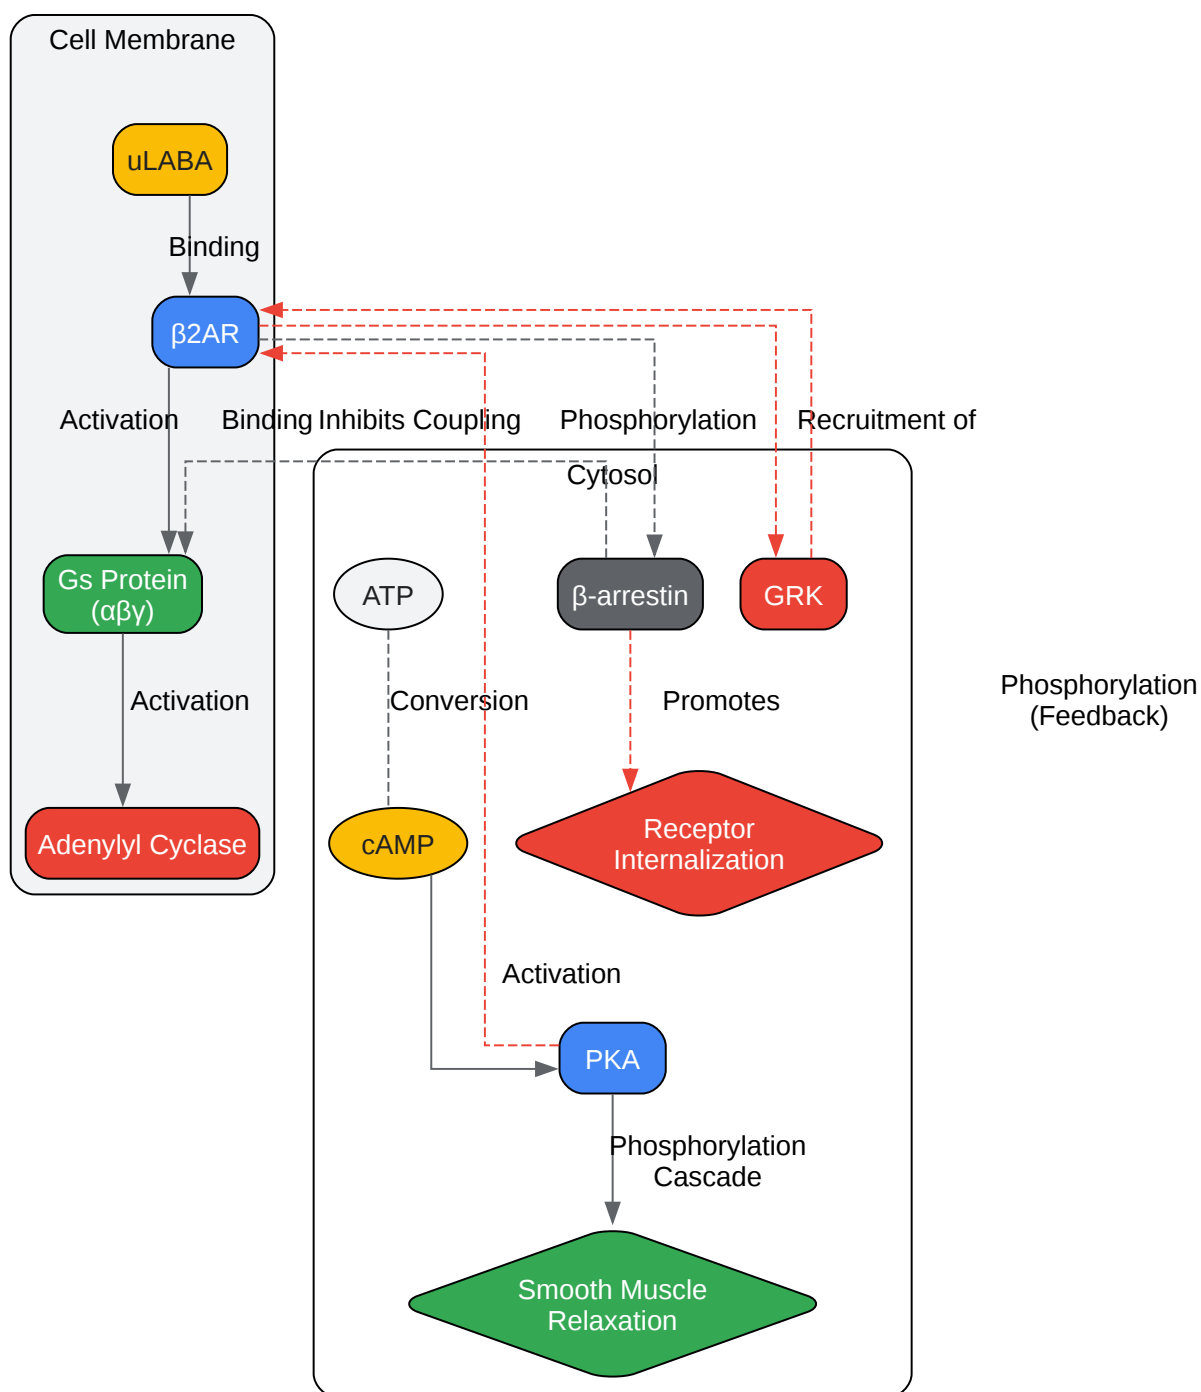 Cell Membrane
uLABA
Binding
β2AR
Activation
Binding
Inhibits Coupling
Phosphorylation
Recruitment of
Cytosol
Gs Protein
(αβγ)
ATP
β-arrestin
GRK
Activation
Conversion
Promotes
Phosphorylation
(Feedback)
Adenylyl Cyclase
cAMP
Receptor
Internalization
Activation
PKA
Phosphorylation
Cascade
Smooth Muscle
Relaxation